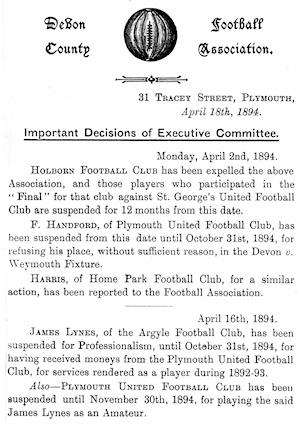 Devon Football
County Association.
31 Tracey Street, Plymouth,
April 18th, 1894.
Important Decisions of Executive Committee.
Monday, April 2nd, 1894.
Holborn Football Club has been expelled the above
Association, and those players who participated in the
"Final" for that club against St. George's United Football
Club are suspended for 12 months from this date.
F. Handford, of Plymouth United Football Club, has
been suspended from this date until October 31st, 1894, for
refusing his place, without sufficient reason, in the Devon v.
Weymouth Fixture.
Harris, of Home Park Football Club, for a similar
action, has been reported to the Football Association.
April 16th, 1894.
James Lynes, of the Argyle Football Club, has been
suspended for Professionalism, until October 31st, 1894, for
having received moneys from the Plymouth United Football
Club, for services rendered as a player during 1892-93.
Also—Plymouth United Football Club has been
suspended until November 30th, 1894, for playing the said
James Lynes as an Amateur.